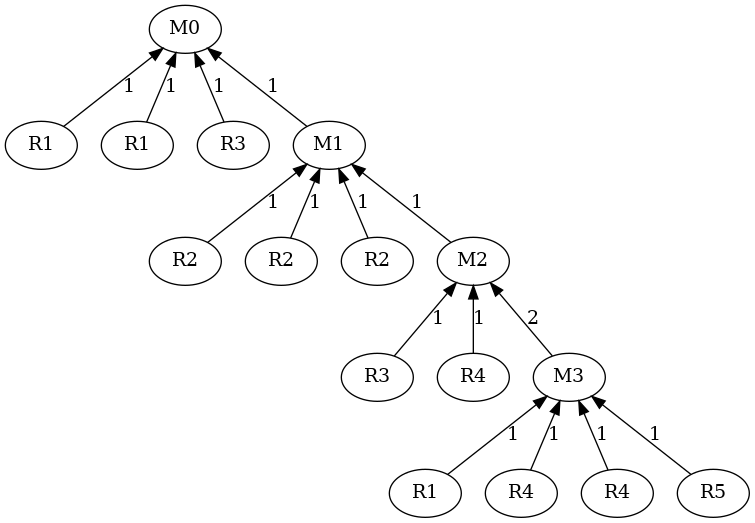 M0
1 1 1 1
R1 R1 R3 M1
1 1 1 1
R2 R2 R2 M2
1 1 2
R3 R4 M3
1 1 1 1
R1 R4 R4 R5